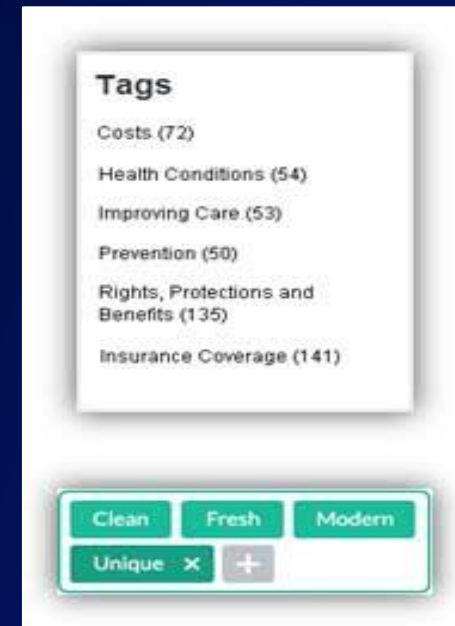 Tags
Costs (72)
Health Conditions (54)
Improving Care (53)
Prevention (50)
Rights, Protections and
Benefits (135)
Insurance Coverage (141)
Clean Fresh Modern
Unique × +